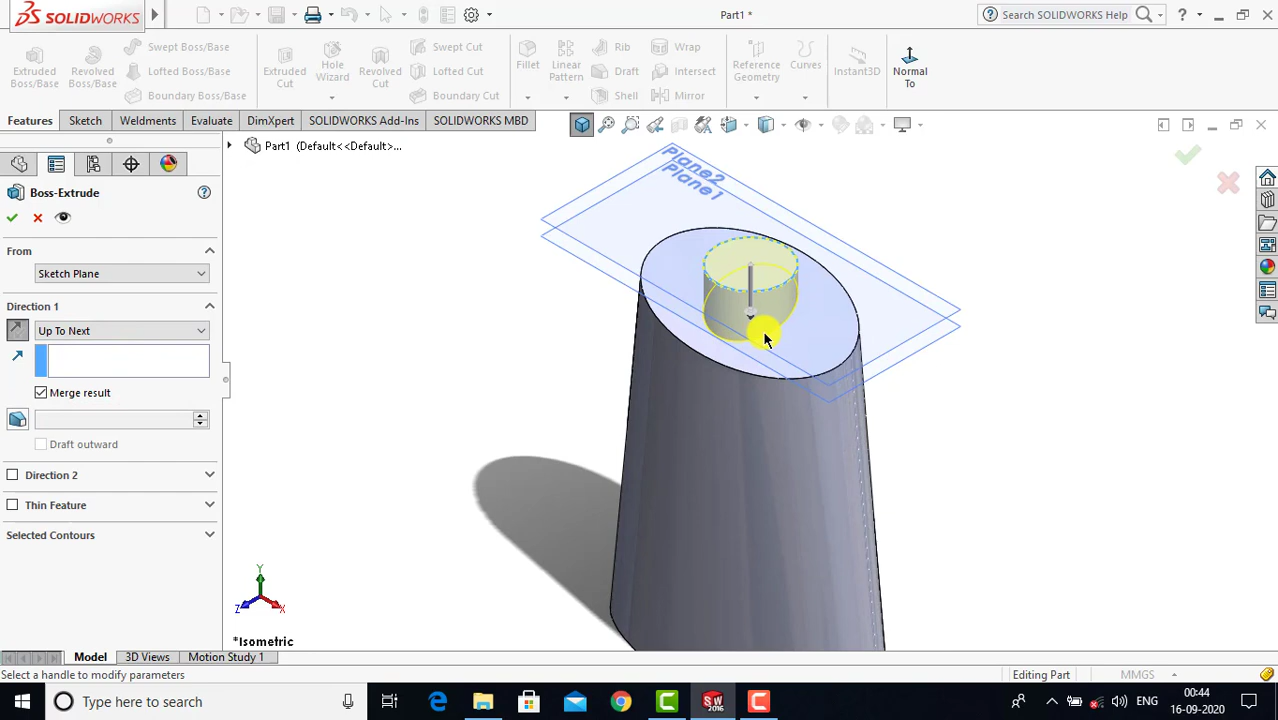 SOLIDWORKS
Part1 *
Search SOLIDWORKS Help
Extruded Boss/Base
Revolved Boss/Base
Swept Boss/Base
Lofted Boss/Base
Boundary Boss/Base
Extruded Cut
Hole Wizard
Revolved Cut
Swept Cut
Lofted Cut
Boundary Cut
Fillet
Linear Pattern
Rib
Draft
Shell
Wrap
Intersect
Mirror
Reference Geometry
Curves
Instant3D
Normal To
Features
Sketch
Weldments
Evaluate
DimXpert
SOLIDWORKS Add-Ins
SOLIDWORKS MBD
Part1 (Default<<Default>...
Boss-Extrude
From
Sketch Plane
Direction 1
Up To Next
Merge result
Draft outward
Direction 2
Thin Feature
Selected Contours
Plane2
Plane1
Y
Z
X
*Isometric
Model
3D Views
Motion Study 1
Select a handle to modify parameters
Editing Part
MMGS
Type here to search
SW
2016
ENG
00:44
16-09-2020